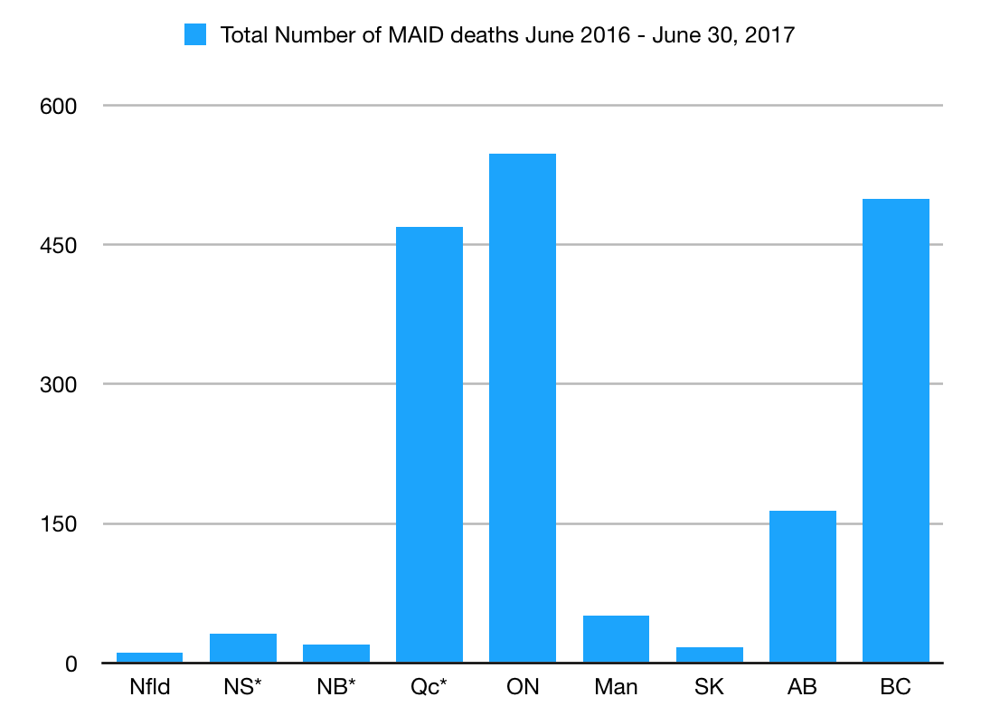 Total Number of MAID deaths June 2016 - June 30, 2017
600
450
300
150
0
Nfld NS* NB* Qc* ON Man SK AB BC